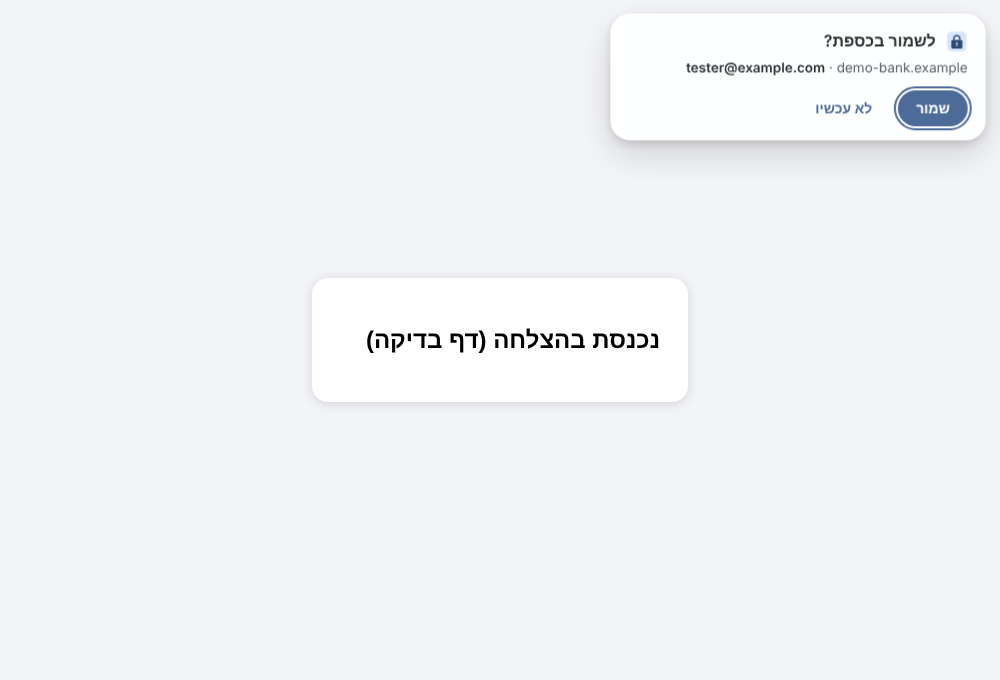 לשמור בכספת?
demo-bank.example · tester@example.com
שמור
לא עכשיו
נכנסת בהצלחה (דף בדיקה)